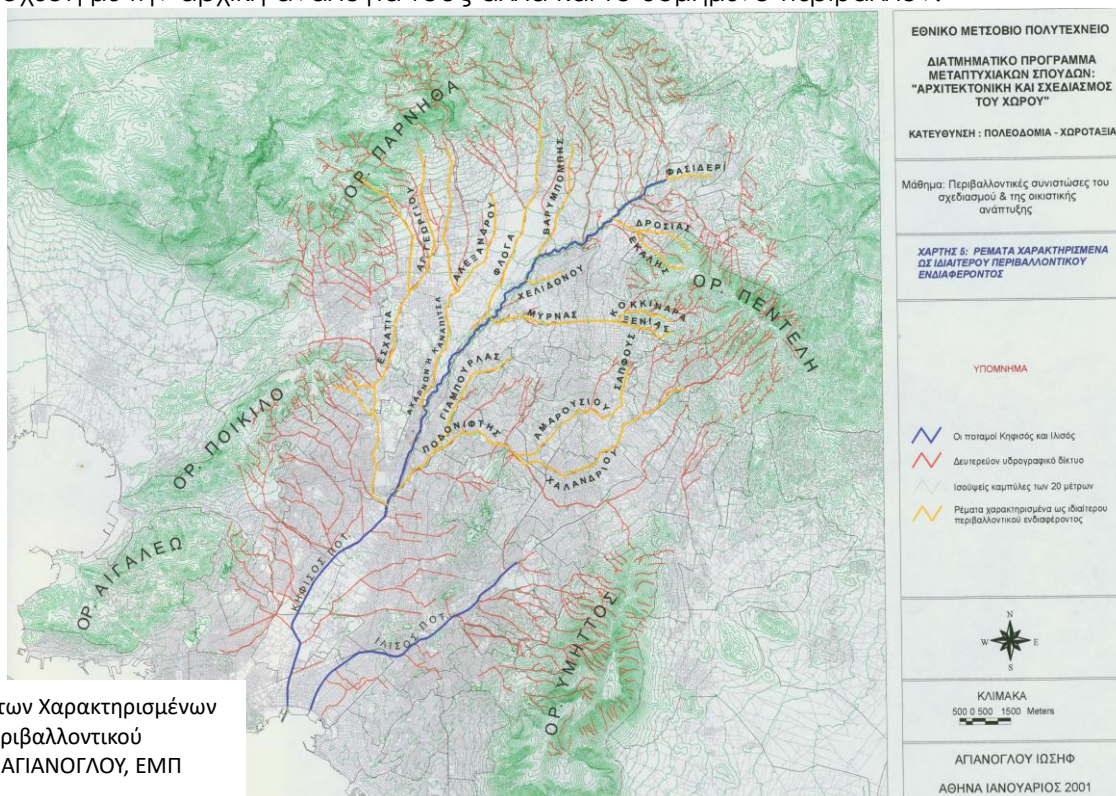 σχέση με την αρχική αναλογία τους αλλά και το δομημένο περιβάλλον.
ΕΘΝΙΚΟ ΜΕΤΣΟΒΙΟ ΠΟΛΥΤΕΧΝΕΙΟ
ΔΙΑΤΜΗΜΑΤΙΚΟ ΠΡΟΓΡΑΜΜΑ
ΜΕΤΑΠΤΥΧΙΑΚΩΝ ΣΠΟΥΔΩΝ:
"ΑΡΧΙΤΕΚΤΟΝΙΚΗ ΚΑΙ ΣΧΕΔΙΑΣΜΟΣ
ΤΟΥ ΧΩΡΟΥ"
ΚΑΤΕΥΘΥΝΣΗ : ΠΟΛΕΟΔΟΜΙΑ - ΧΩΡΟΤΑΞΙΑ
Μάθημα: Περιβαλλοντικές συνιστώσες του
σχεδιασμού & της οικιστικής
ανάπτυξης
ΧΑΡΤΗΣ 5: ΡΕΜΑΤΑ ΧΑΡΑΚΤΗΡΙΣΜΕΝΑ
ΩΣ ΙΔΙΑΙΤΕΡΟΥ ΠΕΡΙΒΑΛΛΟΝΤΙΚΟΥ
ΕΝΔΙΑΦΕΡΟΝΤΟΣ
ΥΠΟΜΝΗΜΑ
Οι ποταμοί Κηφισός και Ιλισός
Δευτερεύον υδρογραφικό δίκτυο
Ισοϋψείς καμπύλες των 20 μέτρων
Ρέματα χαρακτηρισμένα ως ιδιαίτερου
περιβαλλοντικού ενδιαφέροντος
N
W E
S
ΚΛΙΜΑΚΑ
500 0 500 1500 Meters
ΑΓΙΑΝΟΓΛΟΥ ΙΩΣΗΦ
ΑΘΗΝΑ ΙΑΝΟΥΑΡΙΟΣ 2001
ΟΡ. ΠΑΡΝΗΘΑ
ΑΓ.ΓΕΩΡΓΙΟΥ
ΑΛΕΞΑΝΔΡΟΥ
ΦΛΟΓΑ
ΒΑΡΥΜΠΟΜΠΗΣ
ΦΑΣΙΔΕΡΙ
ΔΡΟΣΙΑΣ
ΕΚΑΛΗΣ
ΟΡ. ΠΕΝΤΕΛΗ
ΧΕΛΙΔΟΝΟΥ
ΜΥΡΝΑΣ
ΚΟΚΚΙΝΑΡΑ
ΞΕΝΙΑΣ
ΕΣΧΑΤΙΑ
ΑΧΑΡΝΩΝ Η ΚΑΝΑΠΙΤΣΑ
ΓΙΑΜΠΟΥΡΛΑΣ
ΣΑΠΦΟΥΣ
ΑΜΑΡΟΥΣΙΟΥ
ΠΟΔΟΝΙΦΤΗΣ
ΧΑΛΑΝΔΡΙΟΥ
ΟΡ. ΠΟΙΚΙΛΟ
ΟΡ. ΑΙΓΑΛΕΩ
ΚΗΦΙΣΟΣ ΠΟΤ.
ΙΛΙΣΟΣ ΠΟΤ.
ΟΡ. ΥΜΗΤΤΟΣ
των Χαρακτηρισμένων
εριβαλλοντικού
ΑΓΙΑΝΟΓΛΟΥ, ΕΜΠ